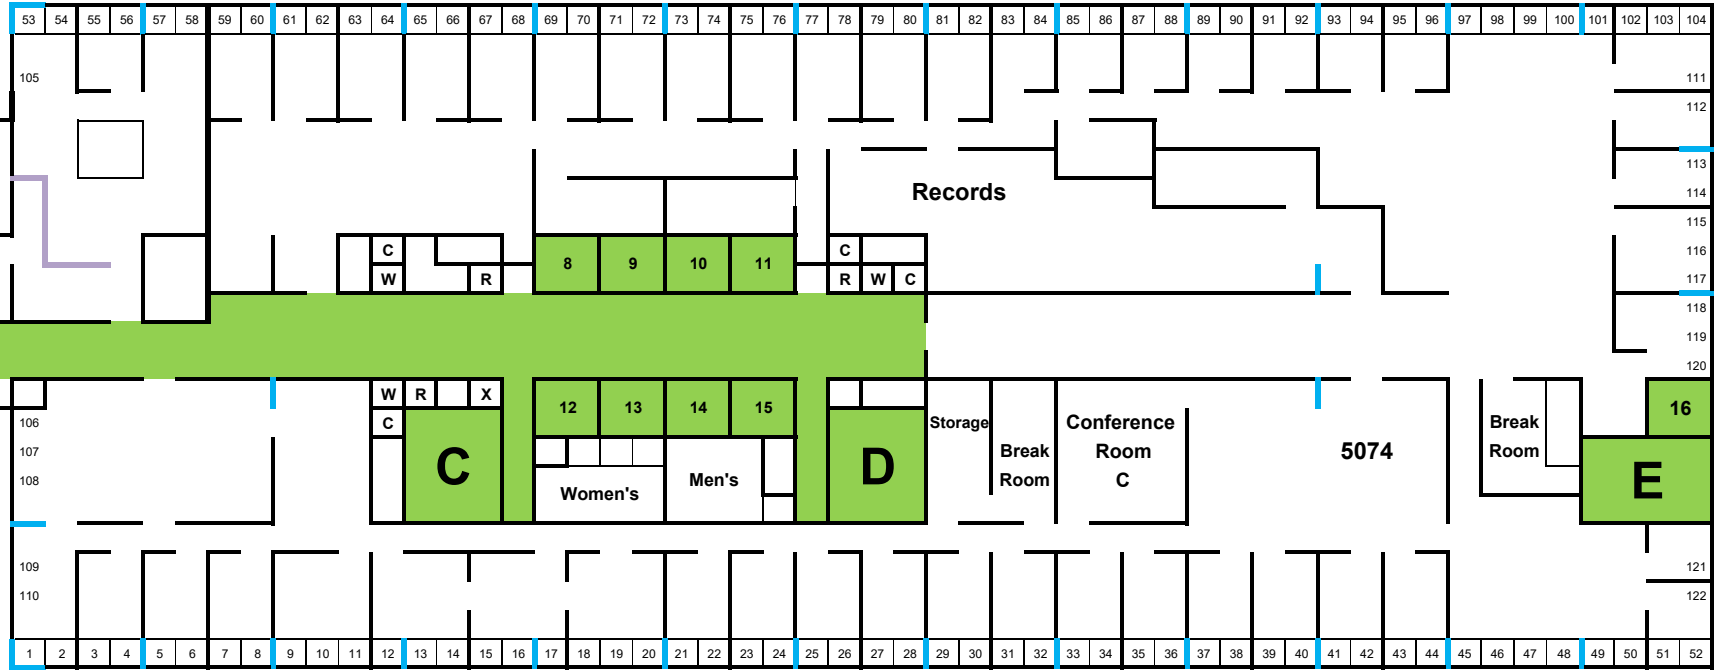 53 54 55 56 57 58 59 60 61 62 63 64 65 66 67 68 69 70 71 72 73 74 75 76 77 78 79 80 81 82 83 84 85 86 87 88 89 90 91 92 93 94 95 96 97 98 99 100 101 102 103 104
105 111
112
113
Records 114
115
C C 116
8 9 10 11
W R R W C 117
118
119
120
W R X
12 13 14 15 16
106 C Storage Conference Break
107 Break Room 5074 Room
C D E
108 Women's Men's Room C
109 121
110 122
1 2 3 4 5 6 7 8 9 10 11 12 13 14 15 16 17 18 19 20 21 22 23 24 25 26 27 28 29 30 31 32 33 34 35 36 37 38 39 40 41 42 43 44 45 46 47 48 49 50 51 52